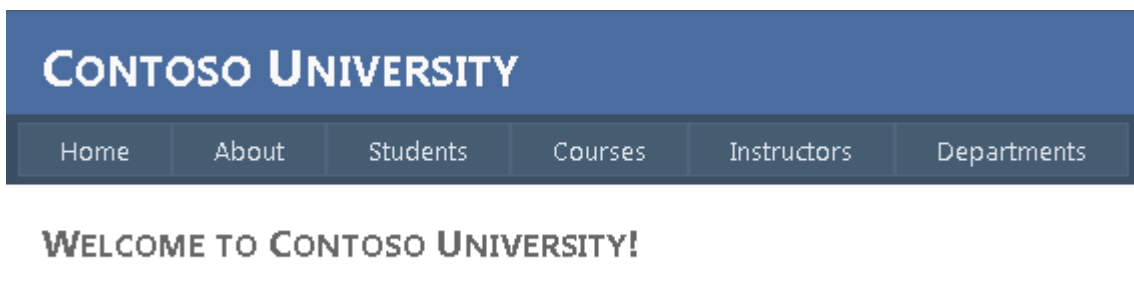 CONTOSO UNIVERSITY
Home About Students Courses Instructors Departments
WELCOME TO CONTOSO UNIVERSITY!